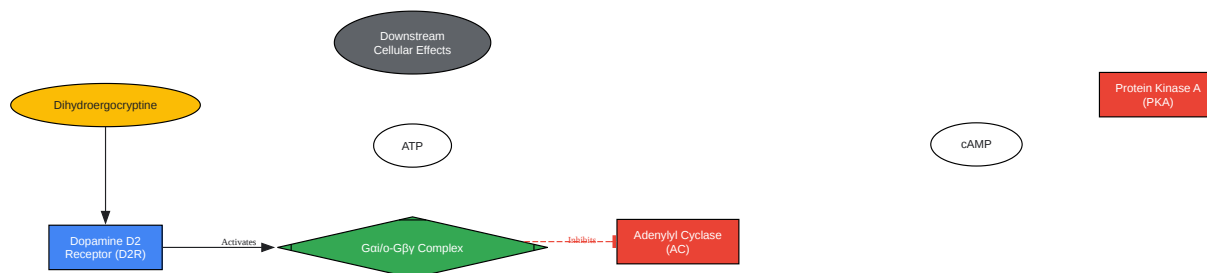 Downstream
Cellular Effects
Dihydroergocryptine
Protein Kinase A
(PKA)
ATP
cAMP
Dopamine D2
Receptor (D2R)
Activates
Gαi/o-Gβγ Complex
Inhibits
Adenylyl Cyclase
(AC)